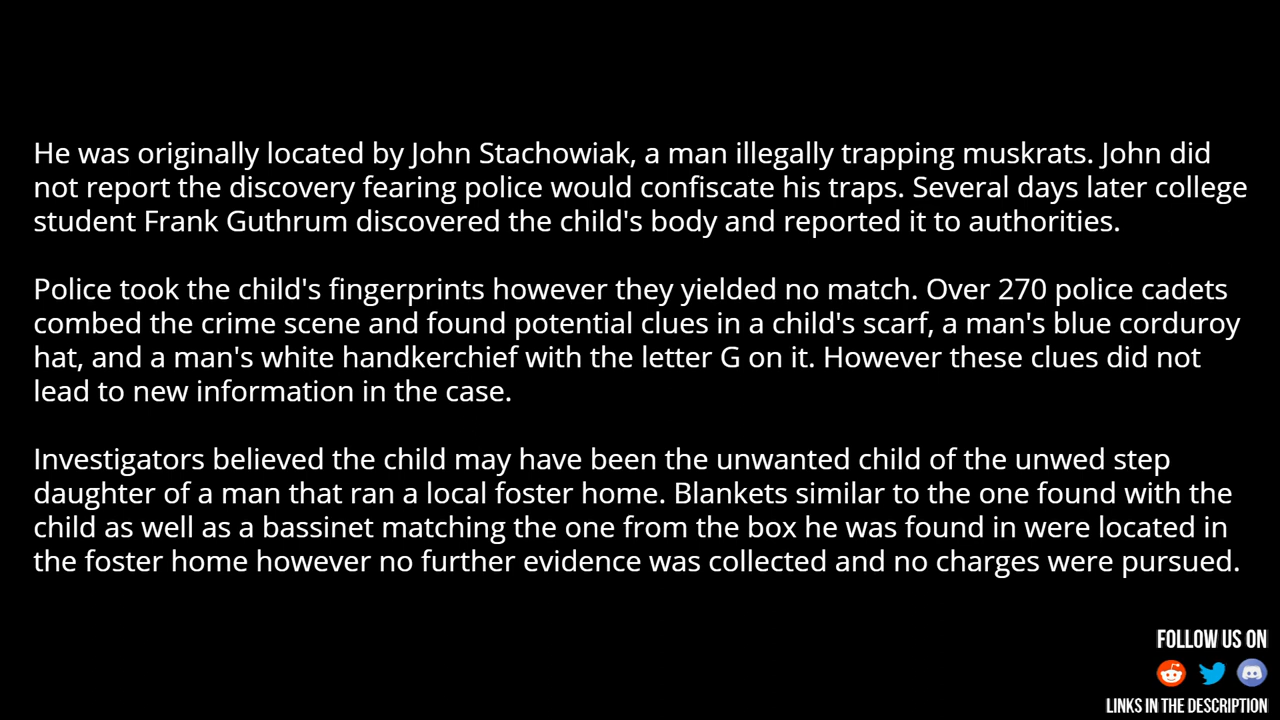 He was originally located by John Stachowiak, a man illegally trapping muskrats. John did
not report the discovery fearing police would confiscate his traps. Several days later college
student Frank Guthrum discovered the child's body and reported it to authorities.
Police took the child's fingerprints however they yielded no match. Over 270 police cadets
combed the crime scene and found potential clues in a child's scarf, a man's blue corduroy
hat, and a man's white handkerchief with the letter G on it. However these clues did not
lead to new information in the case.
Investigators believed the child may have been the unwanted child of the unwed step
daughter of a man that ran a local foster home. Blankets similar to the one found with the
child as well as a bassinet matching the one from the box he was found in were located in
the foster home however no further evidence was collected and no charges were pursued.
FOLLOW US ON
LINKS IN THE DESCRIPTION